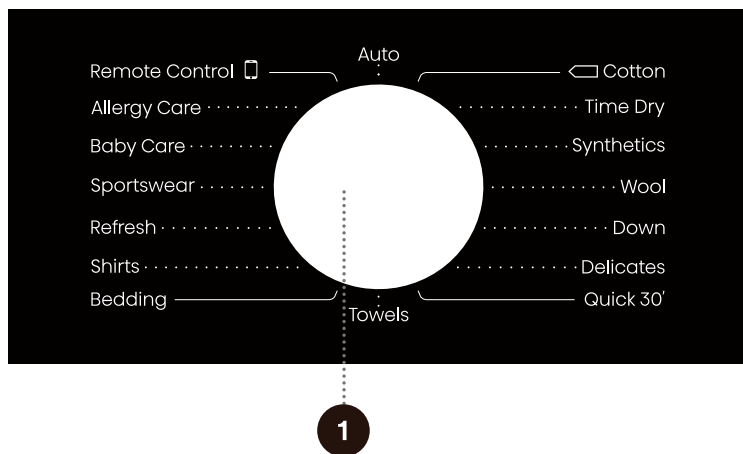 Auto
Remote Control
Allergy Care
Baby Care
Sportswear
Refresh
Shirts
Bedding
Cotton
Time Dry
Synthetics
Wool
Down
Delicates
Quick 30'
Towels
1